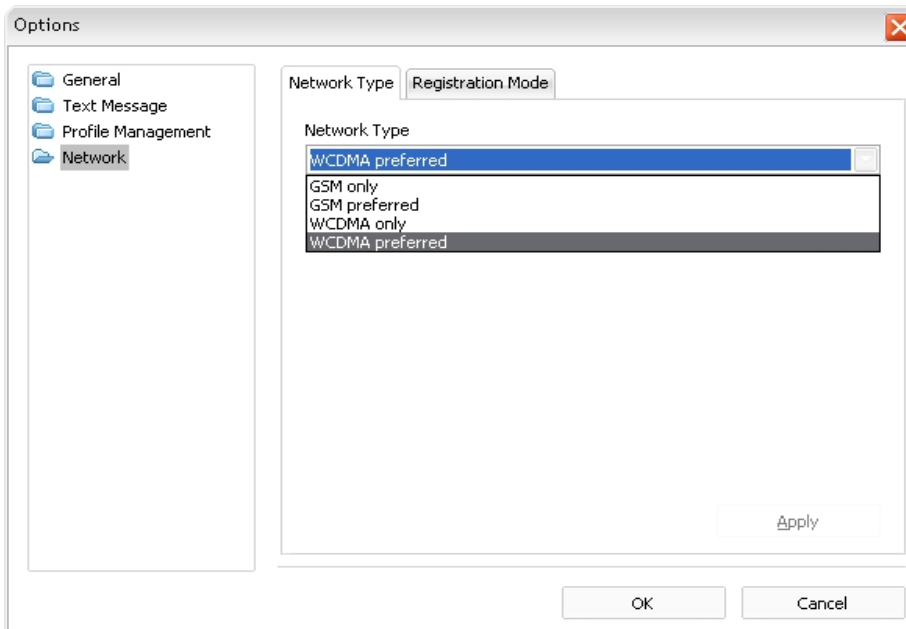 Options
General
Text Message
Profile Management
Network
Network Type
Registration Mode
Network Type
WCDMA preferred
GSM only
GSM preferred
WCDMA only
WCDMA preferred
Apply
OK
Cancel